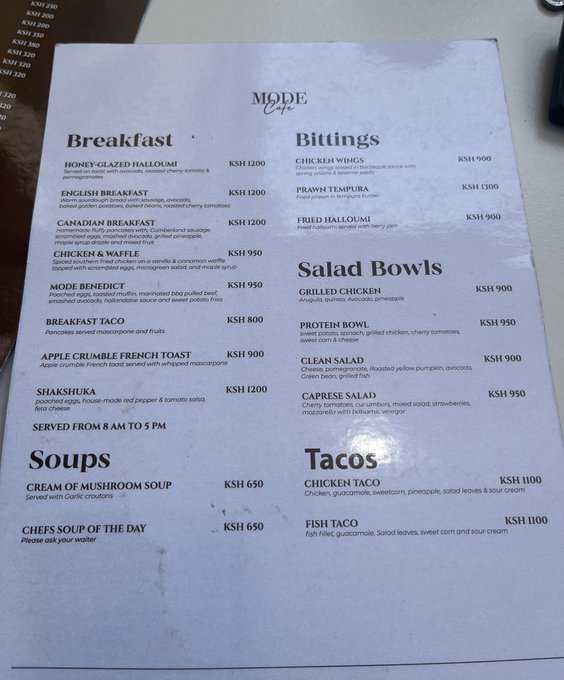 KSH 250
KSH 200
KSH 200
KSH 350
KSH 380
KSH 320
KSH 320
KSH 320
MODE
Cafe
Breakfast
HONEY-GLAZED HALLOUMI KSH 1200
Served on toast with avocado, roasted cherry tomato &
pomegranates
ENGLISH BREAKFAST KSH 1200
Warm sourdough bread with sausage, avocado,
baked golden potatoes, baked beans, roasted cherry tomatoes
CANADIAN BREAKFAST KSH 1200
Homemade fluffy pancakes with, Cumberland sausage,
scrambled eggs, mashed avocado, grilled pineapple,
maple syrup drizzle and mixed fruit
CHICKEN & WAFFLE KSH 950
Spiced southern fried chicken on a vanilla & cinnamon waffle
topped with scrambled eggs, microgreen salad, and maple syrup
MODE BENEDICT KSH 950
Poached eggs, toasted muffin, marinated bbq pulled beef,
smashed avocado, hollandaise sauce and sweet potato fries
BREAKFAST TACO KSH 800
Pancakes served mascarpone and fruits
APPLE CRUMBLE FRENCH TOAST KSH 900
Apple crumble French toast served with whipped mascarpone
SHAKSHUKA KSH 1200
poached eggs, house-made red pepper & tomato salsa,
feta cheese
SERVED FROM 8 AM TO 5 PM
Soups
CREAM OF MUSHROOM SOUP KSH 650
Served with Garlic croutons
CHEFS SOUP OF THE DAY KSH 650
Please ask your waiter
Bittings
CHICKEN WINGS KSH 900
Chicken wings tossed in barbeque sauce with
spring onions & sesame seeds
PRAWN TEMPURA KSH 1300
Fried prawn in tempura butter
FRIED HALLOUMI KSH 900
Fried halloumi served with berry jam
Salad Bowls
GRILLED CHICKEN KSH 900
Arugula, quinoa, Avocado, pineapple
PROTEIN BOWL KSH 950
sweet potato, spinach, grilled chicken, cherry tomatoes,
sweet corn & cheese
CLEAN SALAD KSH 900
Cheese, pomegranate, Roasted yellow pumpkin, avocado,
Green bean, grilled fish
CAPRESE SALAD KSH 950
Cherry tomatoes, cucumbers, mixed salad, strawberries,
mozzarella with balsamic vinegar
Tacos
CHICKEN TACO KSH 1100
Chicken, guacamole, sweetcorn, pineapple, salad leaves & sour cream
FISH TACO KSH 1100
fish fillet, guacamole, Salad leaves, sweet corn and sour cream